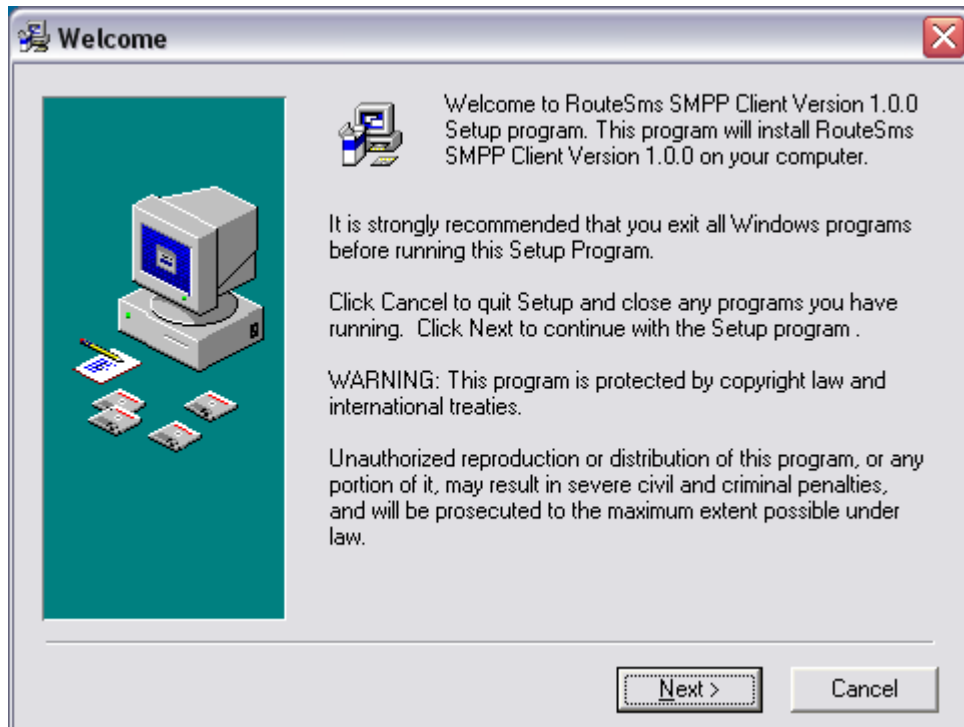 Welcome
Welcome to RouteSms SMPP Client Version 1.0.0
Setup program. This program will install RouteSms
SMPP Client Version 1.0.0 on your computer.
It is strongly recommended that you exit all Windows programs
before running this Setup Program.
Click Cancel to quit Setup and close any programs you have
running.  Click Next to continue with the Setup program .
WARNING: This program is protected by copyright law and
international treaties.
Unauthorized reproduction or distribution of this program, or any
portion of it, may result in severe civil and criminal penalties,
and will be prosecuted to the maximum extent possible under
law.
Next >
Cancel